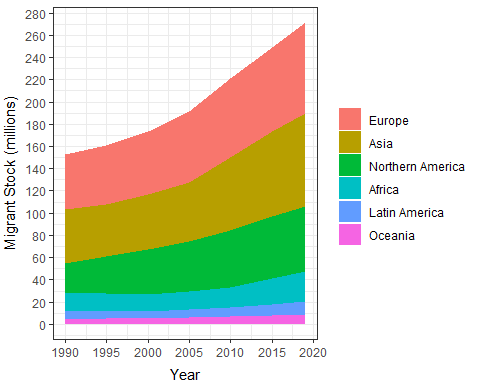 280
260
240
220
200
180
160
140
120
100
80
60
40
20
0
Migrant Stock (millions)
1990 1995 2000 2005 2010 2015 2020
Year
Europe
Asia
Northern America
Africa
Latin America
Oceania